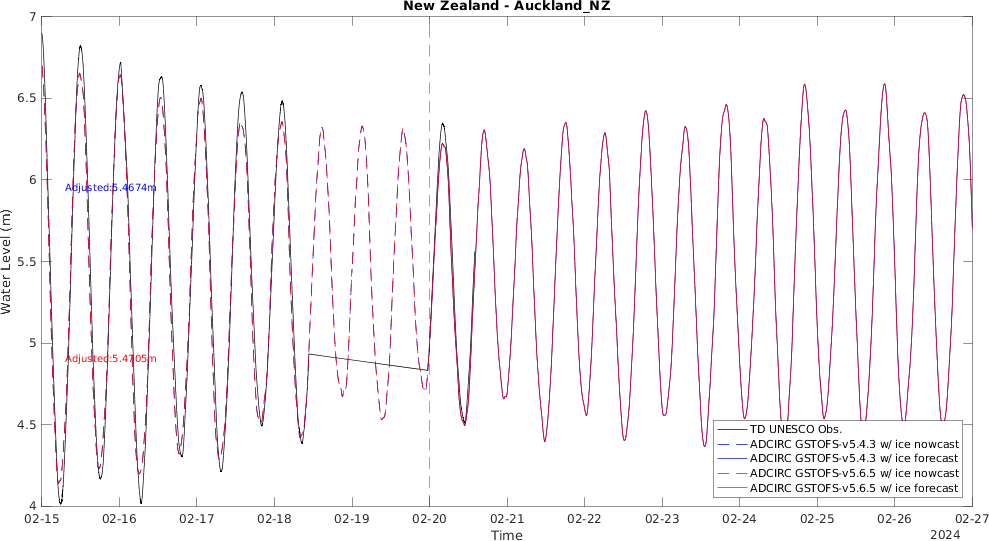 New Zealand - Auckland_NZ
7
6.5
6
5.5
5
4.5
4
Water Level (m)
Adjusted:5.4674m
Adjusted:5.4705m
TD UNESCO Obs.
ADCIRC GSTOFS-v5.4.3 w/ ice nowcast
ADCIRC GSTOFS-v5.4.3 w/ ice forecast
ADCIRC GSTOFS-v5.6.5 w/ ice nowcast
ADCIRC GSTOFS-v5.6.5 w/ ice forecast
02-15 02-16 02-17 02-18 02-19 02-20 02-21 02-22 02-23 02-24 02-25 02-26 02-27
Time
2024